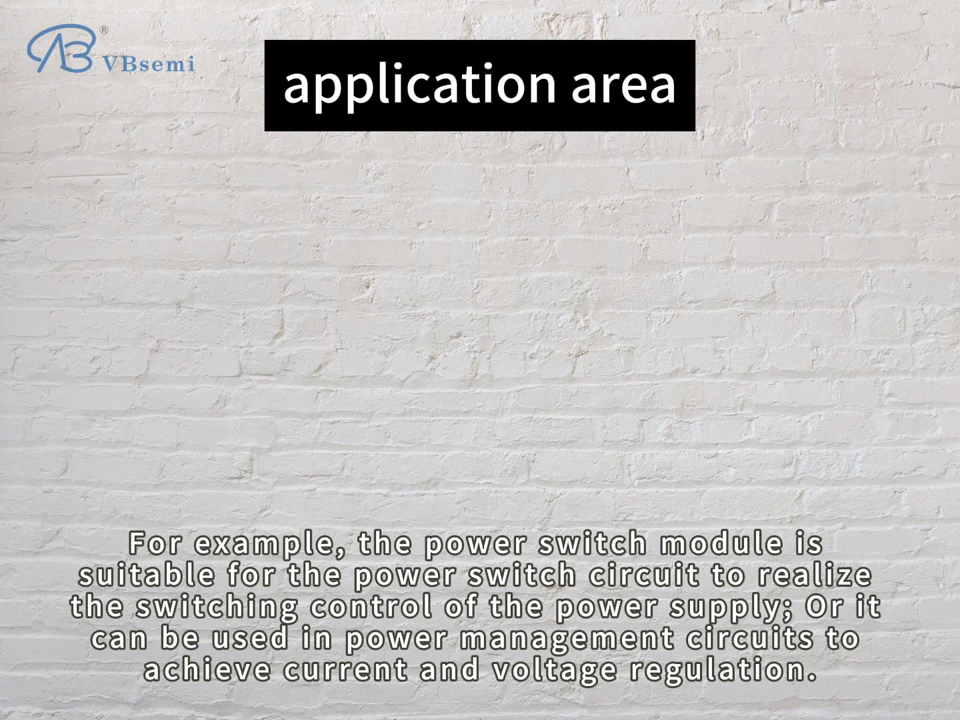 VBsemi
®
application area
For example, the power switch module is
suitable for the power switch circuit to realize
the switching control of the power supply; Or it
can be used in power management circuits to
achieve current and voltage regulation.